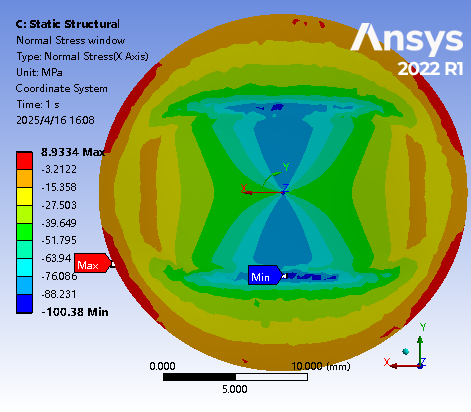 C: Static Structural
Normal Stress window
Type: Normal Stress(X Axis)
Unit: MPa
Coordinate System
Time: 1 s
2025/4/16 16:08
Ansys
2022 R1
8.9334 Max
-3.2122
-15.358
-27.503
-39.649
-51.795
-63.94
-76.086
-88.231
-100.38 Min
Max
Min
Y
X
Z
0.000
10.000 (mm)
5.000
Y
X
Z